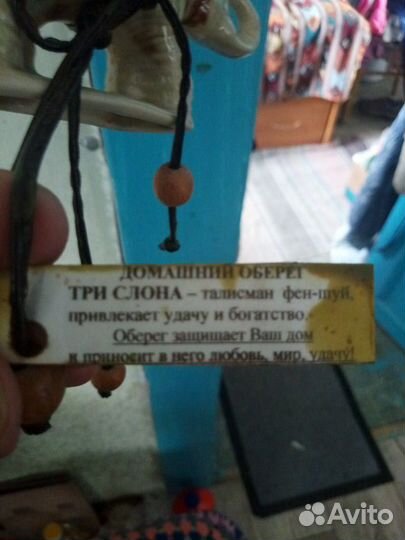 ДОМАШНИЙ ОБЕРЕГ
ТРИ СЛОНА – талисман фен-шуй,
привлекает удачу и богатство.
Оберег защищает Ваш дом
и приносит в него любовь, мир, удачу!
Avito